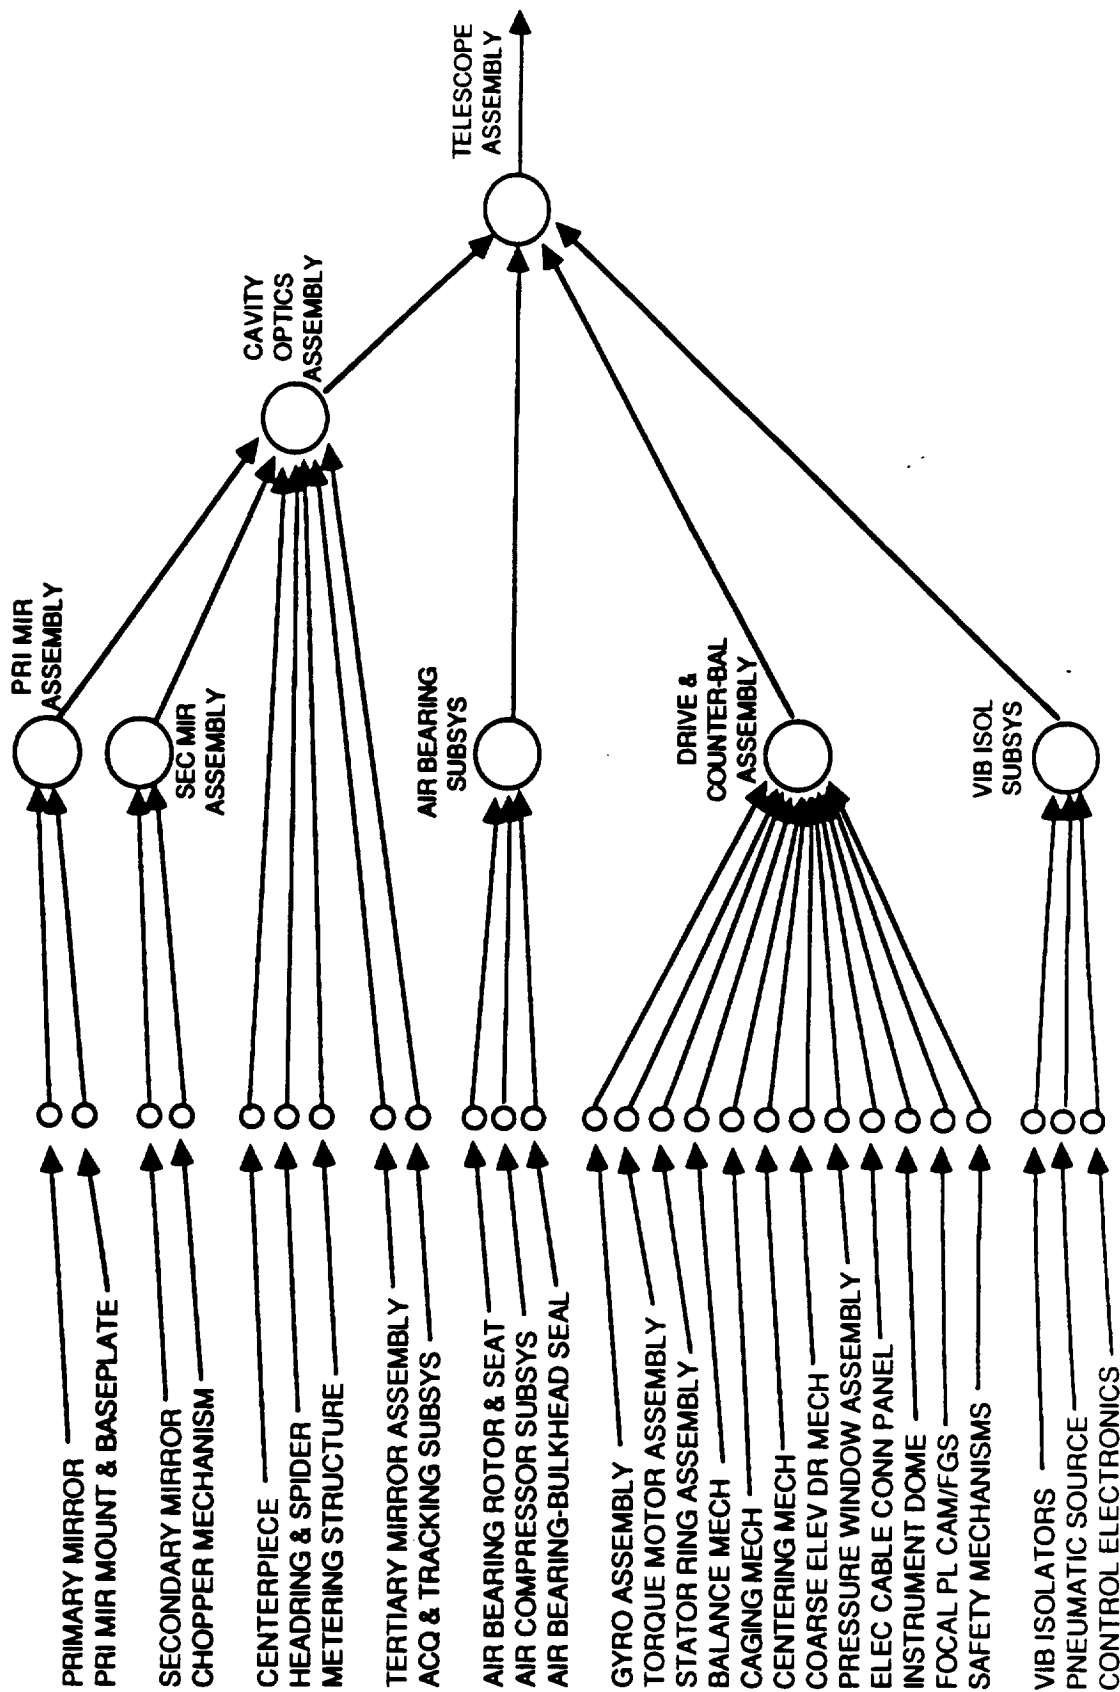 PRIMARY MIRROR
PRI MIR MOUNT & BASEPLATE
SECONDARY MIRROR
CHOPPER MECHANISM
CENTERPIECE
HEADRING & SPIDER
METERING STRUCTURE
TERTIARY MIRROR ASSEMBLY
ACQ & TRACKING SUBSYS
AIR BEARING ROTOR & SEAT
AIR COMPRESSOR SUBSYS
AIR BEARING-BULKHEAD SEAL
GYRO ASSEMBLY
TORQUE MOTOR ASSEMBLY
STATOR RING ASSEMBLY
BALANCE MECH
CAGING MECH
CENTERING MECH
COARSE ELEV DR MECH
PRESSURE WINDOW ASSEMBLY
ELEC CABLE CONN PANEL
INSTRUMENT DOME
FOCAL PL CAM/FGS
SAFETY MECHANISMS
VIB ISOLATORS
PNEUMATIC SOURCE
CONTROL ELECTRONICS
PRI MIR
ASSEMBLY
SEC MIR
ASSEMBLY
AIR BEARING
SUBSYS
DRIVE &
COUNTER-BAL
ASSEMBLY
VIB ISOL
SUBSYS
CAVITY
OPTICS
ASSEMBLY
TELESCOPE
ASSEMBLY